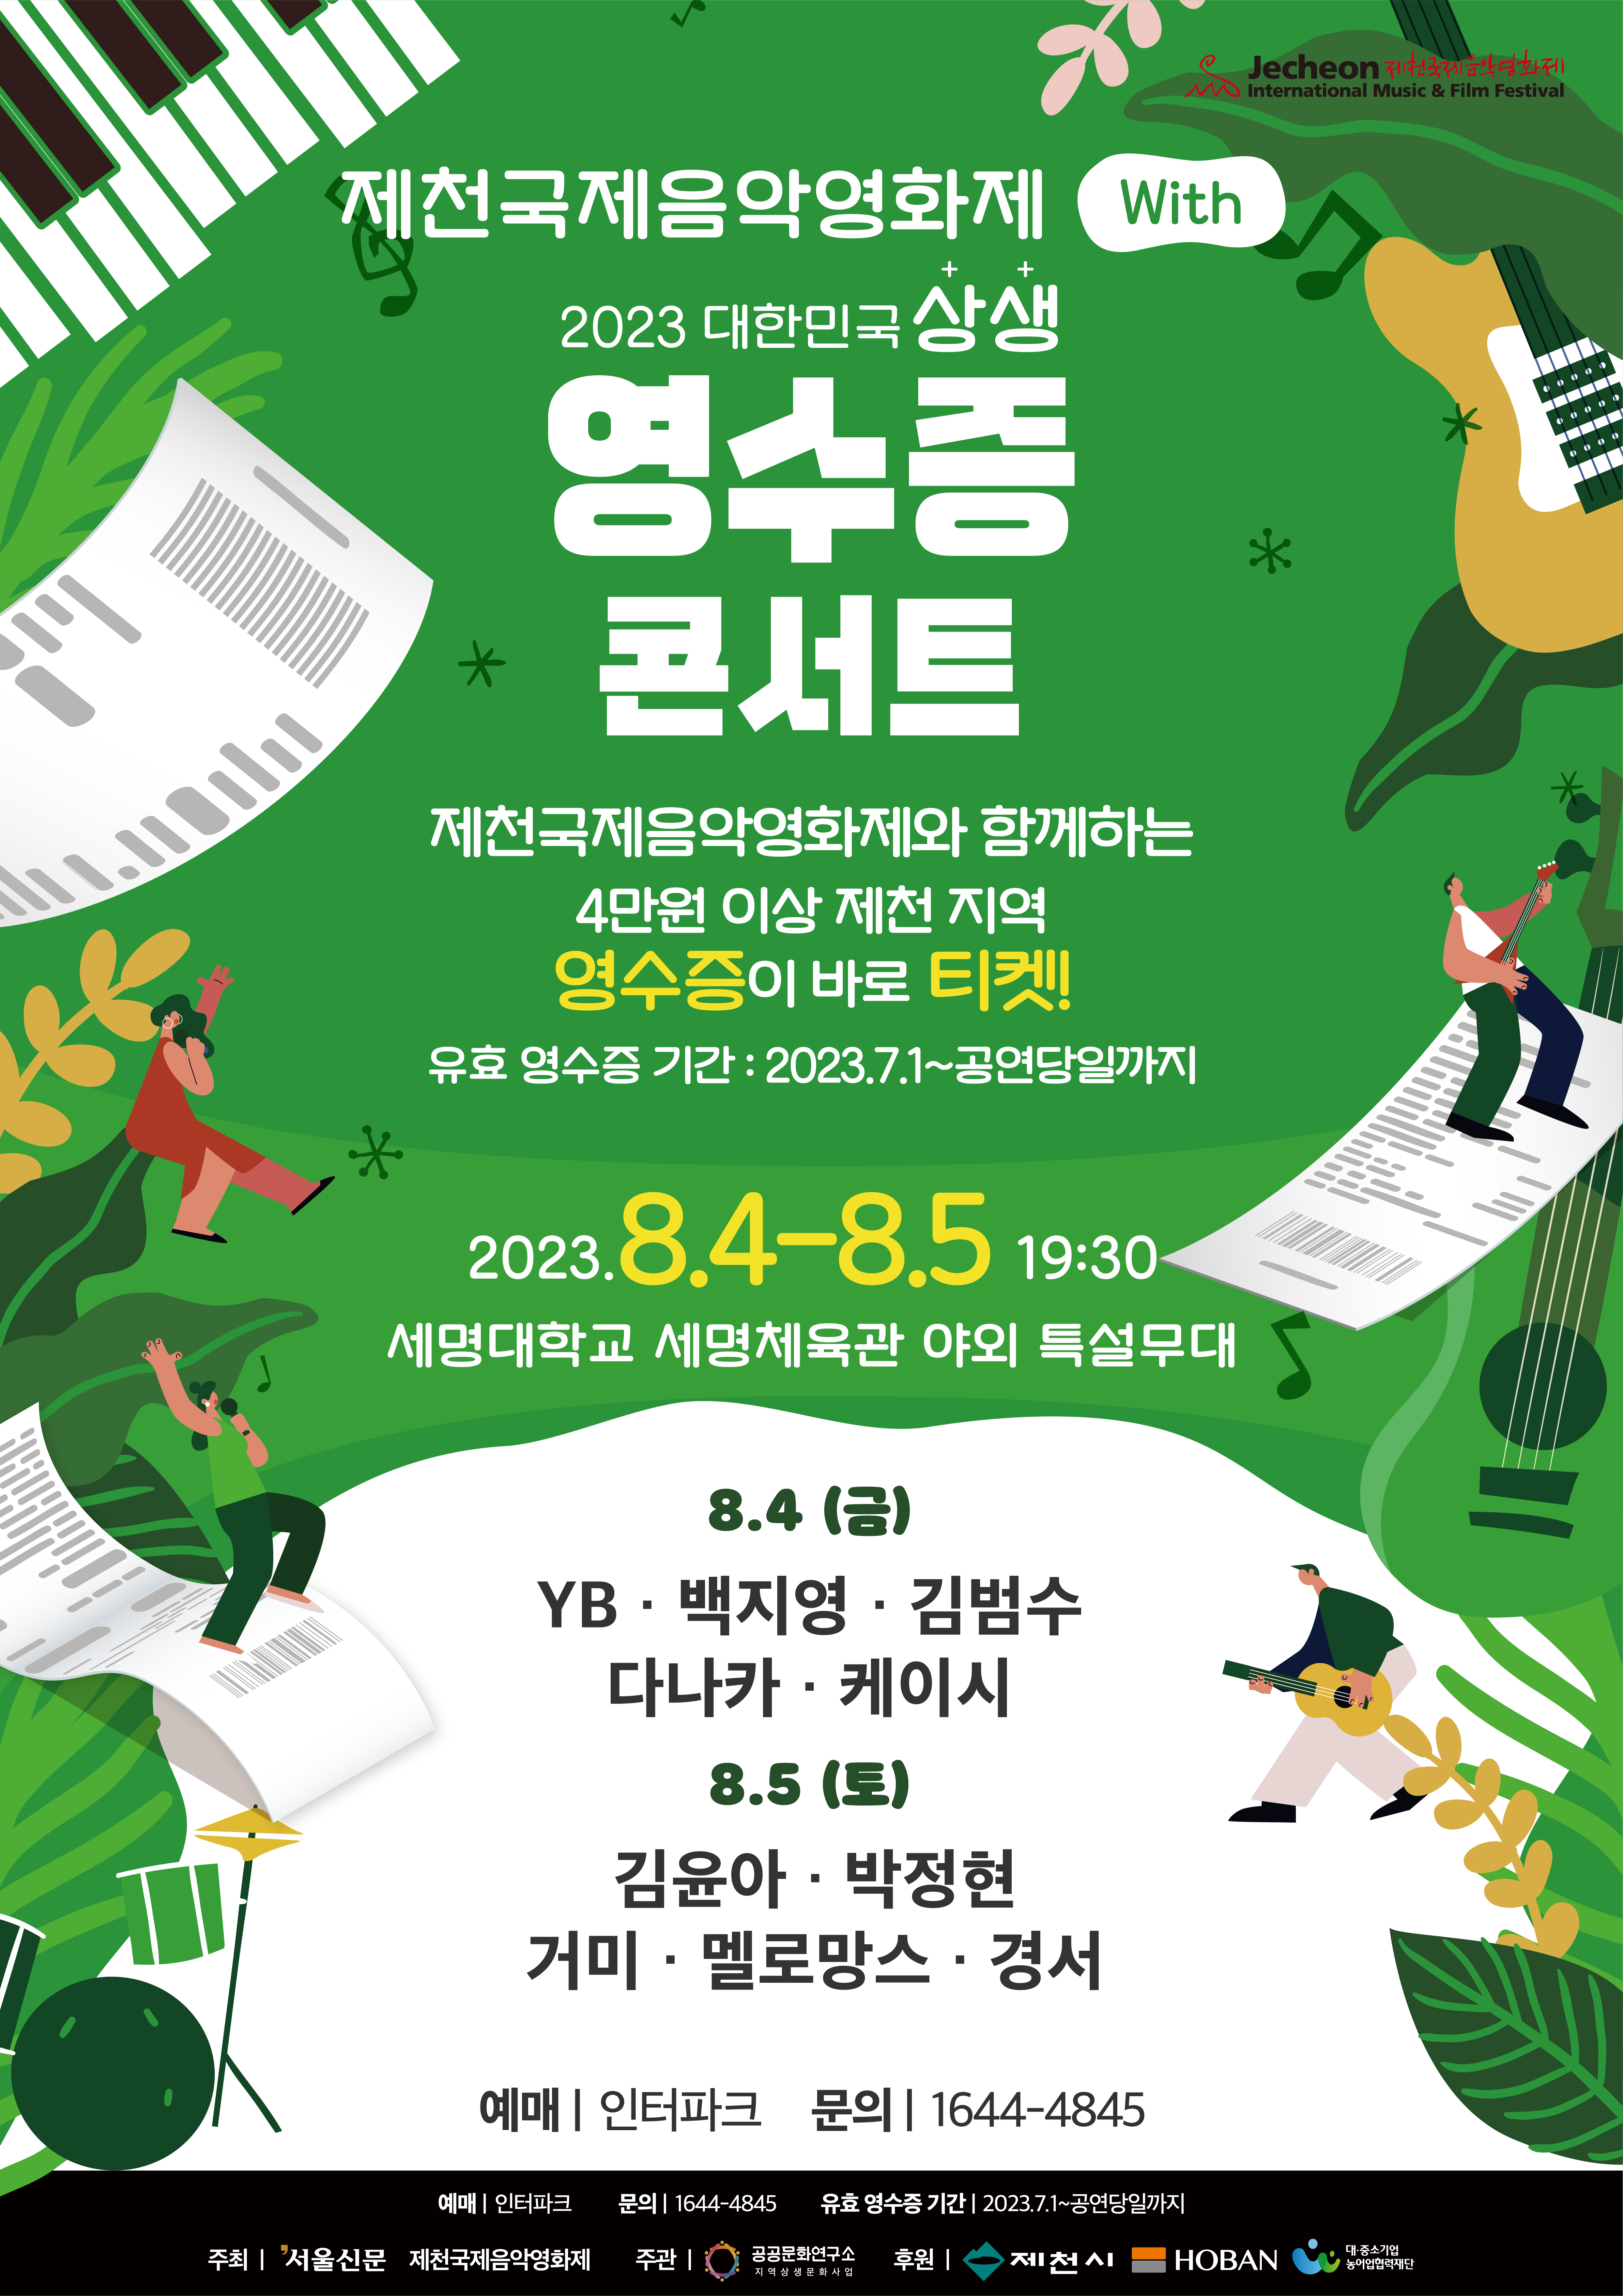 Jecheon 제천국제음악영화제
International Music & Film Festival
제천국제음악영화제 With
2023 대한민국 상생
영수증
콘서트
제천국제음악영화제와 함께하는
4만원 이상 제천 지역
영수증이 바로 티켓!
유효 영수증 기간 : 2023.7.1~공연당일까지
2023.8.4-8.5 19:30
세명대학교 세명체육관 야외 특설무대
8.4 (금)
YB · 백지영 · 김범수
다나카 · 케이시
8.5 (토)
김윤아 · 박정현
거미 · 멜로망스 · 경서
예매 | 인터파크 문의 | 1644-4845
예매 | 인터파크 문의 | 1644-4845 유효 영수증 기간 | 2023.7.1~공연당일까지
주최 | 서울신문 제천국제음악영화제 주관 | 공공문화연구소 지역상생문화사업 후원 | 제천시 HOBAN 대·중소기업 농어업협력재단